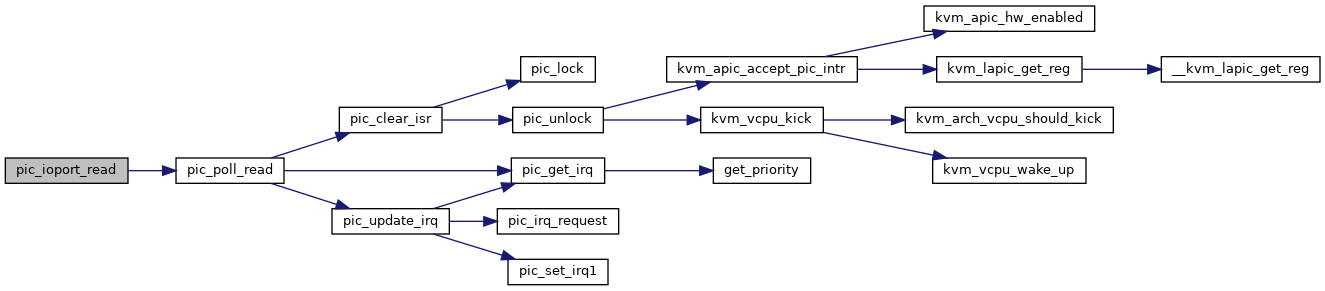 kvm_apic_hw_enabled
pic_lock
kvm_apic_accept_pic_intr
kvm_lapic_get_reg
__kvm_lapic_get_reg
pic_clear_isr
pic_unlock
kvm_vcpu_kick
kvm_arch_vcpu_should_kick
pic_ioport_read
pic_poll_read
pic_get_irq
get_priority
kvm_vcpu_wake_up
pic_update_irq
pic_irq_request
pic_set_irq1